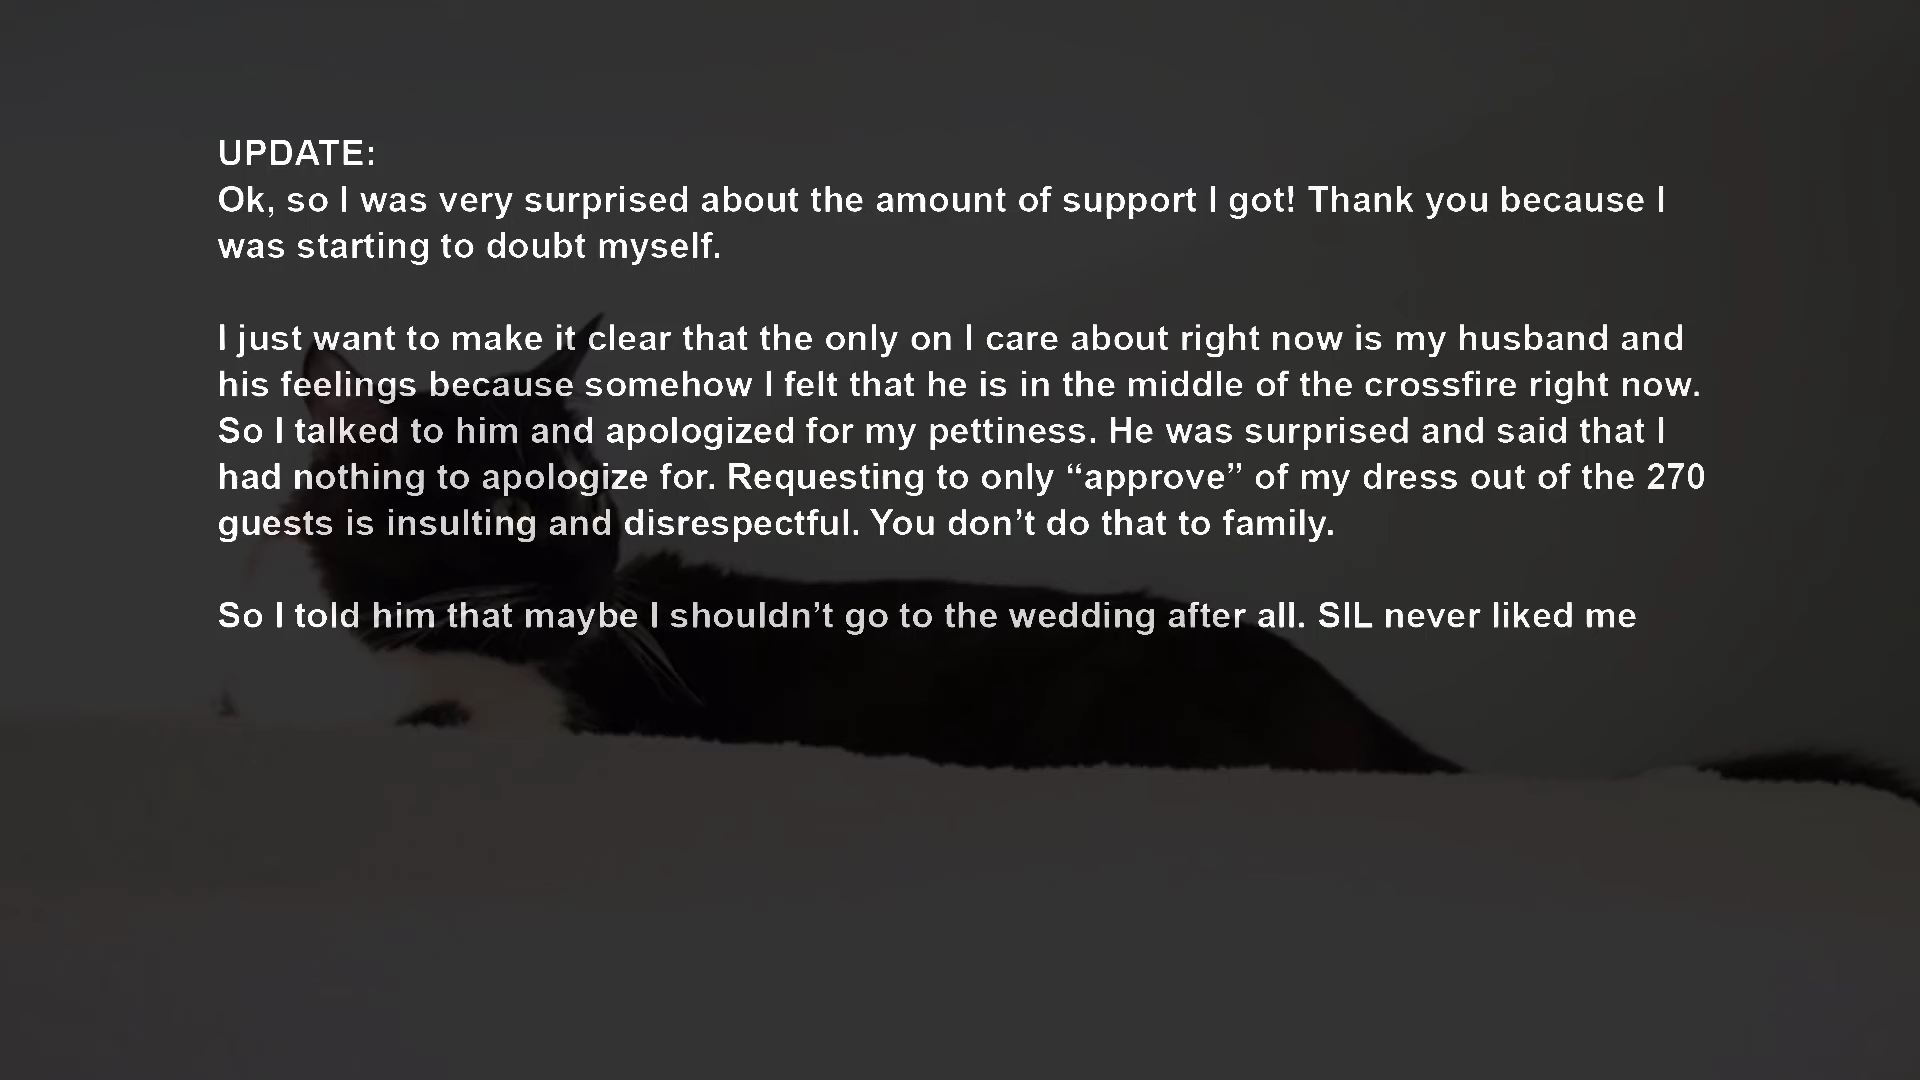 UPDATE:
Ok, so I was very surprised about the amount of support I got! Thank you because I
was starting to doubt myself.
I just want to make it clear that the only on I care about right now is my husband and
his feelings because somehow I felt that he is in the middle of the crossfire right now.
So I talked to him and apologized for my pettiness. He was surprised and said that I
had nothing to apologize for. Requesting to only “approve” of my dress out of the 270
guests is insulting and disrespectful. You don’t do that to family.
So I told him that maybe I shouldn’t go to the wedding after all. SIL never liked me